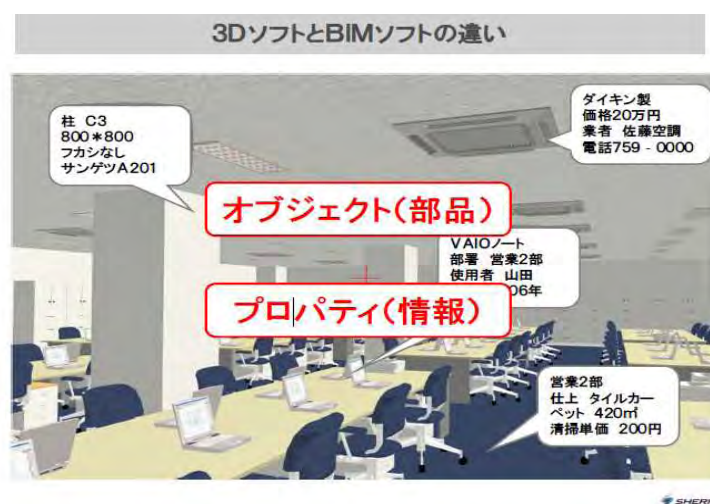 3DソフトとBIMソフトの違い
柱 C3
800*800
フカシなし
サンゲツA201
ダイキン製
価格20万円
業者 佐藤空調
電話759‐0000
オブジェクト(部品)
VAIOノート
部署 営業2部
使用者 山田
06年
プロパティ(情報)
営業2部
仕上 タイルカー
ペット 420㎡
清掃単価 200円